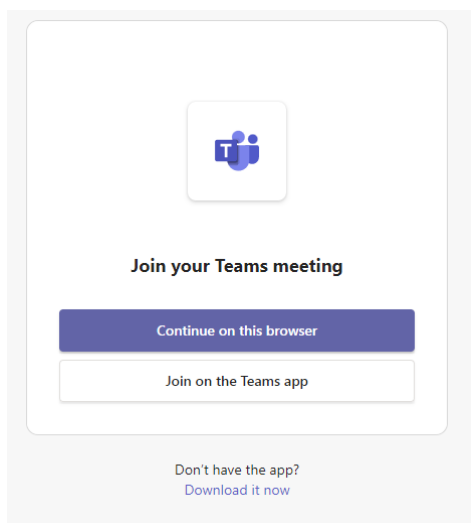 T
Join your Teams meeting
Continue on this browser
Join on the Teams app
Don't have the app?
Download it now